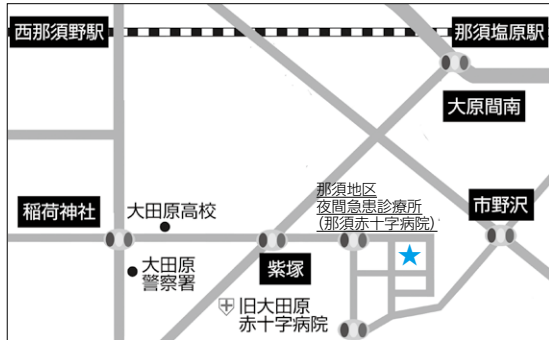 西那須野駅
那須塩原駅
大原間南
那須地区
夜間急患診療所
(那須赤十字病院)
市野沢
稲荷神社
大田原高校
紫塚
大田原
警察署
旧大田原
赤十字病院